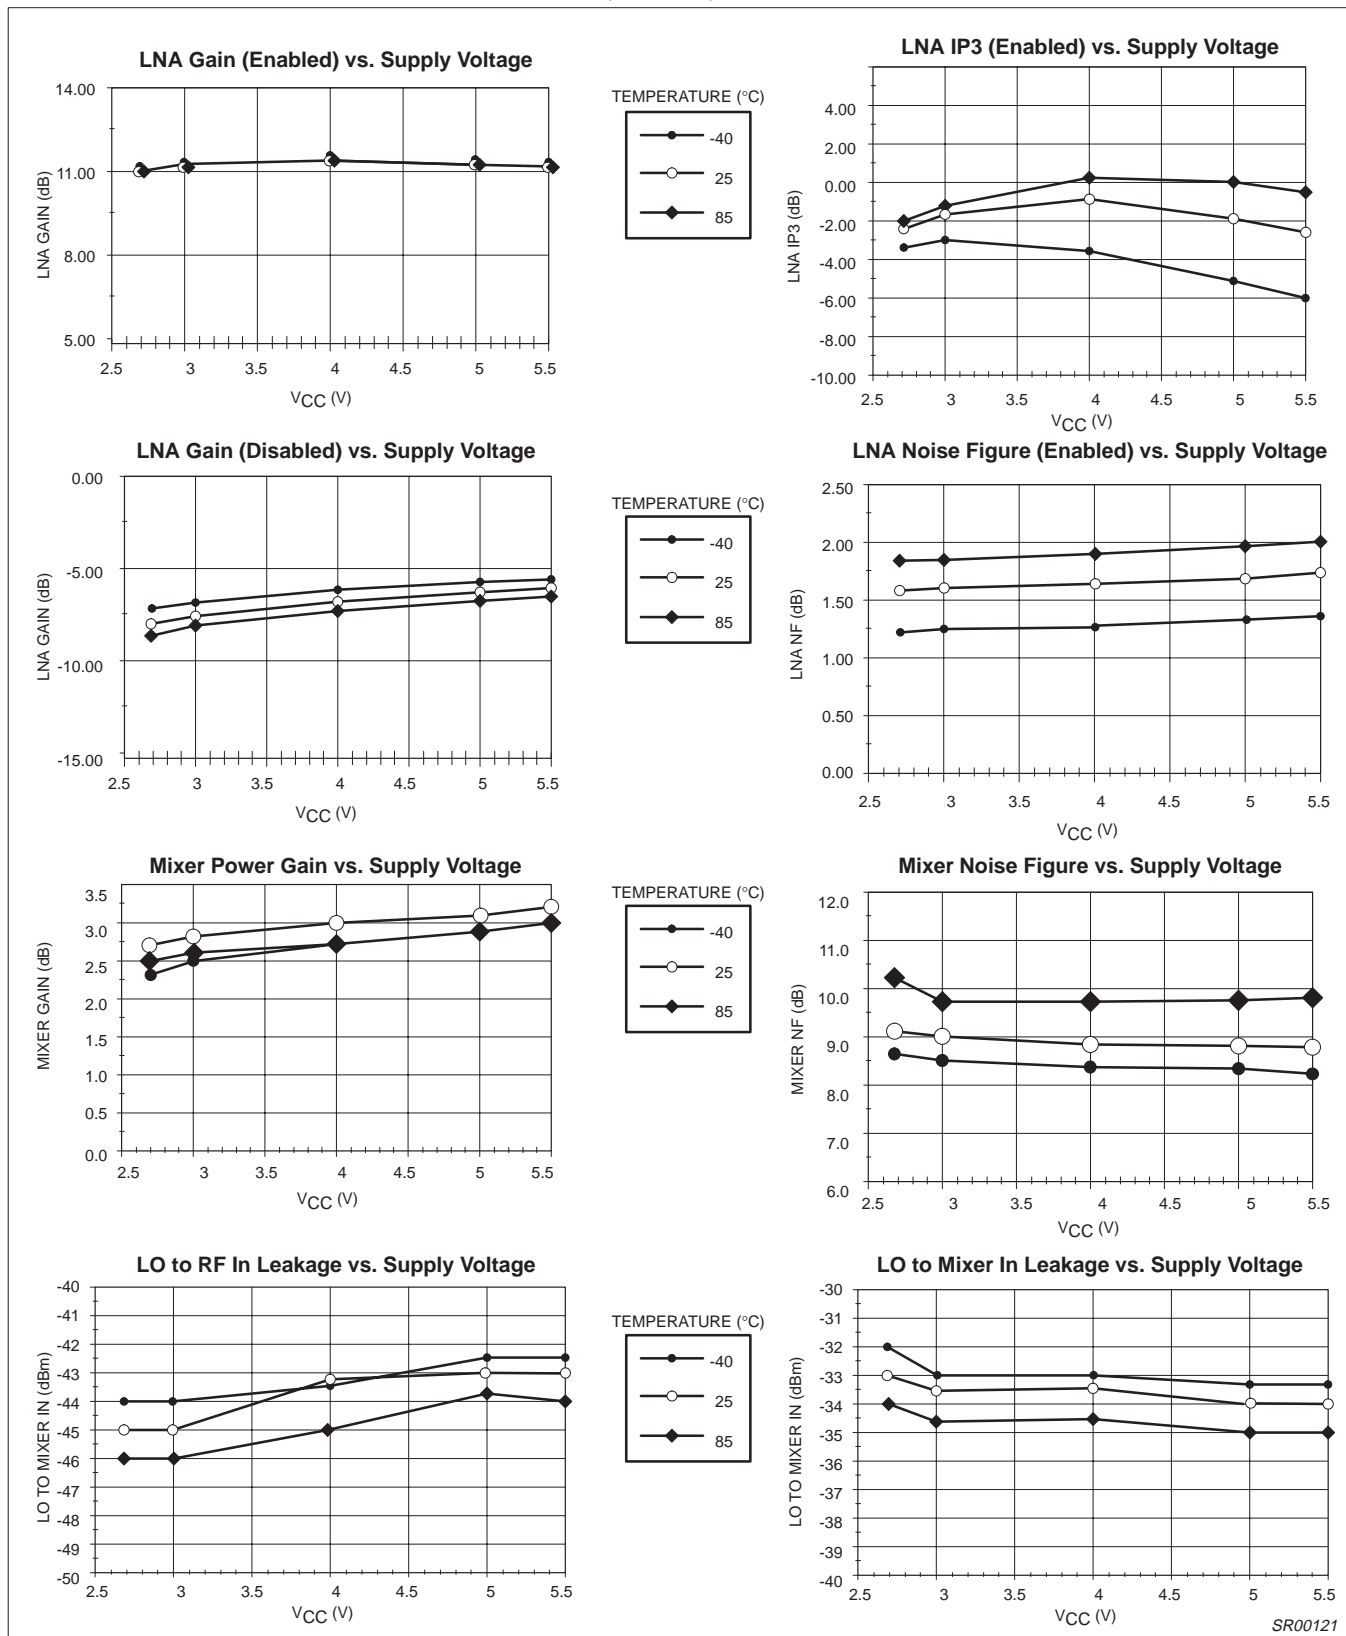 LNA Gain (Enabled) vs. Supply Voltage
14.00
11.00
8.00
5.00
LNA GAIN (dB)
2.5 3 3.5 4 4.5 5 5.5
VCC (V)
TEMPERATURE (°C)
-40
25
85
LNA IP3 (Enabled) vs. Supply Voltage
4.00
2.00
0.00
-2.00
-4.00
-6.00
-8.00
-10.00
LNA IP3 (dB)
2.5 3 3.5 4 4.5 5 5.5
VCC (V)
LNA Gain (Disabled) vs. Supply Voltage
0.00
-5.00
-10.00
-15.00
LNA GAIN (dB)
2.5 3 3.5 4 4.5 5 5.5
VCC (V)
TEMPERATURE (°C)
-40
25
85
LNA Noise Figure (Enabled) vs. Supply Voltage
2.50
2.00
1.50
1.00
0.50
0.00
LNA NF (dB)
2.5 3 3.5 4 4.5 5 5.5
VCC (V)
Mixer Power Gain vs. Supply Voltage
3.5
3.0
2.5
2.0
1.5
1.0
0.5
0.0
MIXER GAIN (dB)
2.5 3 3.5 4 4.5 5 5.5
VCC (V)
TEMPERATURE (°C)
-40
25
85
Mixer Noise Figure vs. Supply Voltage
12.0
11.0
10.0
9.0
8.0
7.0
6.0
MIXER NF (dB)
2.5 3 3.5 4 4.5 5 5.5
VCC (V)
LO to RF In Leakage vs. Supply Voltage
-40
-41
-42
-43
-44
-45
-46
-47
-48
-49
-50
LO TO MIXER IN (dBm)
2.5 3 3.5 4 4.5 5 5.5
VCC (V)
TEMPERATURE (°C)
-40
25
85
LO to Mixer In Leakage vs. Supply Voltage
-30
-31
-32
-33
-34
-35
-36
-37
-38
-39
-40
LO TO MIXER IN (dBm)
2.5 3 3.5 4 4.5 5 5.5
VCC (V)
SR00121